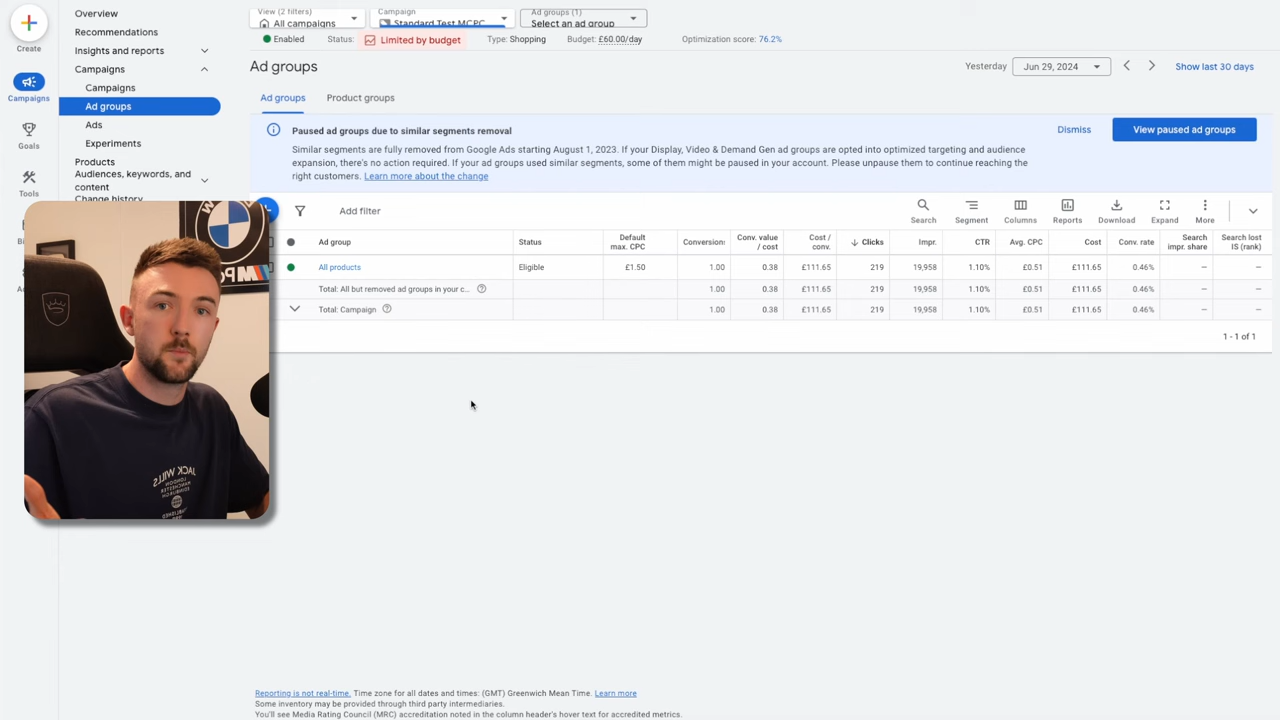 Create
Campaigns
Goals
Tools
Overview
Recommendations
Insights and reports
Campaigns
Campaigns
Ad groups
Ads
Experiments
Products
Audiences, keywords, and
content
Change history
View (2 filters)
All campaigns
Campaign
Standard Test MCPC
Ad groups (1)
Select an ad group
Enabled Status: Limited by budget Type: Shopping Budget: £60.00/day Optimization score: 76.2%
Ad groups
Yesterday Jun 29, 2024 Show last 30 days
Ad groups Product groups
Paused ad groups due to similar segments removal
Similar segments are fully removed from Google Ads starting August 1, 2023. If your Display, Video & Demand Gen ad groups are opted into optimized targeting and audience
expansion, there's no action required. If your ad groups used similar segments, some of them might be paused in your account. Please unpause them to continue reaching the
right customers. Learn more about the change
Dismiss View paused ad groups
Add filter
Search Segment Columns Reports Download Expand More
Ad group Status Default max. CPC Conversions Conv. value / cost Cost / conv. Clicks Impr. CTR Avg. CPC Cost Conv. rate Search impr. share Search lost IS (rank)
All products Eligible £1.50 1.00 0.38 £111.65 219 19,958 1.10% £0.51 £111.65 0.46% — —
Total: All but removed ad groups in your c... 1.00 0.38 £111.65 219 19,958 1.10% £0.51 £111.65 0.46% — —
Total: Campaign 1.00 0.38 £111.65 219 19,958 1.10% £0.51 £111.65 0.46% — —
1 - 1 of 1
JACK WILLS
LONDON
MANCHESTER
EDINBURGH
Reporting is not real-time. Time zone for all dates and times: (GMT) Greenwich Mean Time. Learn more
Some inventory may be provided through third party intermediaries.
You'll see Media Rating Council (MRC) accreditation noted in the column header's hover text for accredited metrics.